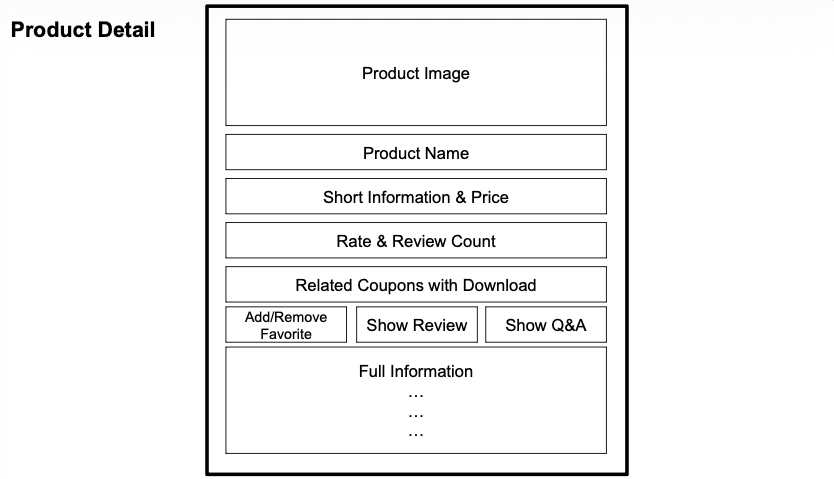 Product Detail
Product Image
Product Name
Short Information & Price
Rate & Review Count
Related Coupons with Download
Add/Remove
Favorite
Show Review
Show Q&A
Full Information
...
...
...